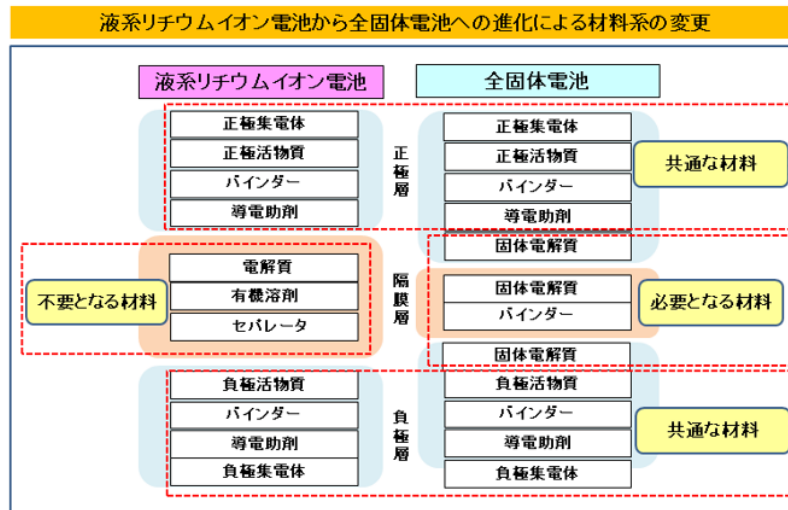 液系リチウムイオン電池から全固体電池への進化による材料系の変更
液系リチウムイオン電池
全固体電池
正極集電体
正極活物質
バインダー
導電助剤
正極層
正極集電体
正極活物質
バインダー
導電助剤
固体電解質
共通な材料
不要となる材料
電解質
有機溶剤
セパレータ
隔膜層
固体電解質
バインダー
必要となる材料
負極活物質
バインダー
導電助剤
負極集電体
負極層
固体電解質
負極活物質
バインダー
導電助剤
負極集電体
共通な材料